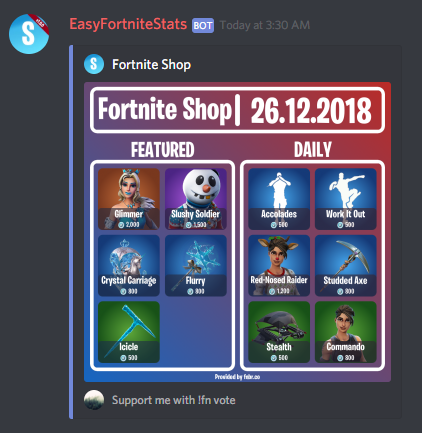 EasyFortniteStats BOT Today at 3:30 AM
S
Fortnite Shop
Fortnite Shop| 26.12.2018
FEATURED
Glimmer
2,000
Slushy Soldier
1,500
Crystal Carriage
800
Flurry
800
Icicle
500
DAILY
Accolades
500
Work It Out
500
Red-Nosed Raider
1,200
Studded Axe
800
Stealth
500
Commando
800
Provided by fnbr.co
Support me with !fn vote